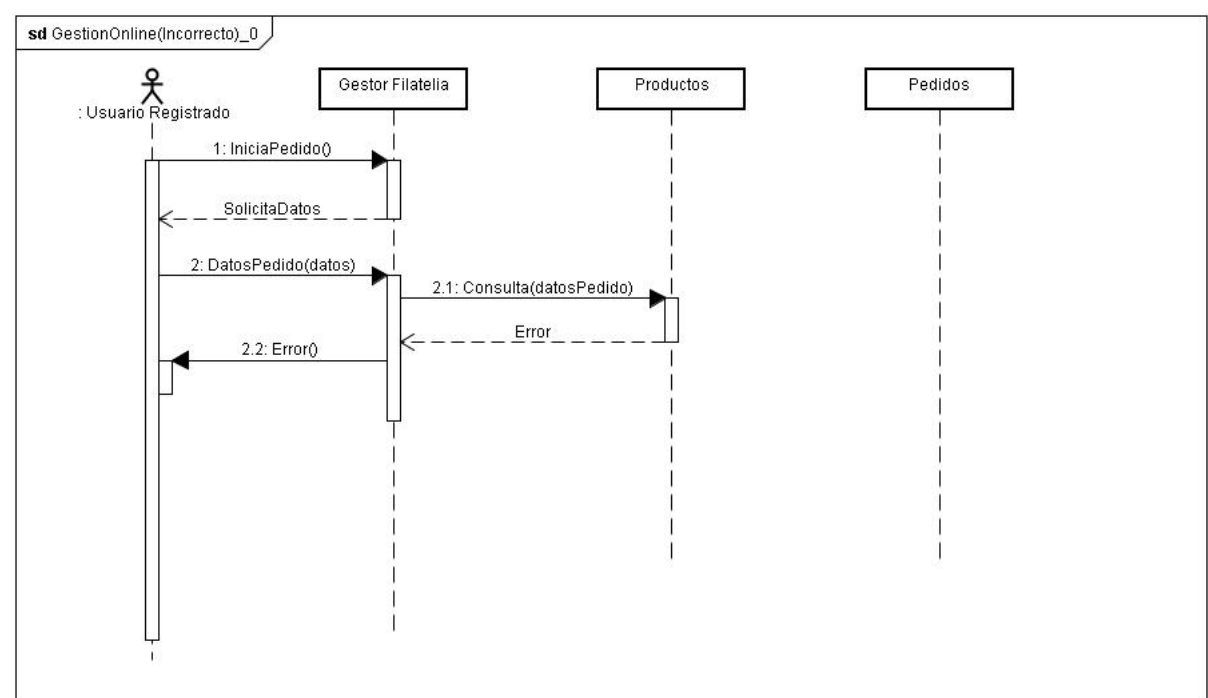 sd GestionOnline(Incorrecto)_0
: Usuario Registrado
Gestor Filatelia
Productos
Pedidos
1: IniciaPedido()
SolicitaDatos
2: DatosPedido(datos)
2.1: Consulta(datosPedido)
Error
2.2: Error()